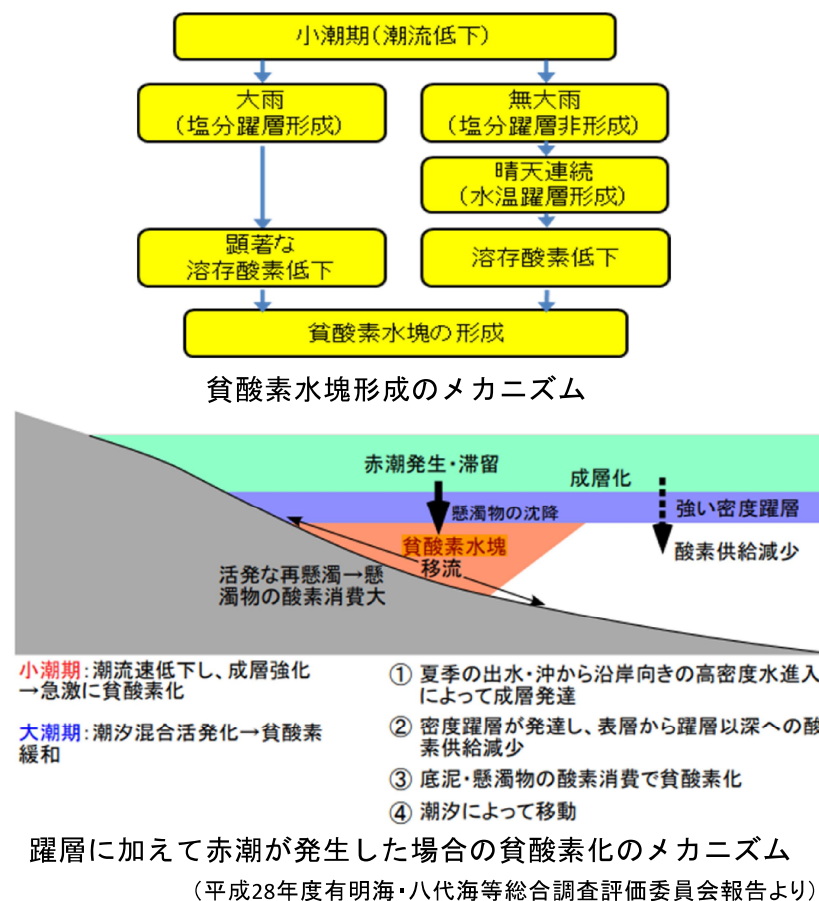 小潮期(潮流低下)
大雨
(塩分躍層形成)
無大雨
(塩分躍層非形成)
晴天連続
(水温躍層形成)
顕著な
溶存酸素低下
溶存酸素低下
貧酸素水塊の形成
貧酸素水塊形成のメカニズム
赤潮発生・滞留
成層化
懸濁物の沈降
強い密度躍層
貧酸素水塊
酸素供給減少
移流
活発な再懸濁→懸
濁物の酸素消費大
小潮期:潮流速低下し、成層強化
→急激に貧酸素化
大潮期:潮汐混合活発化→貧酸素
緩和
① 夏季の出水・沖から沿岸向きの高密度水進入
によって成層発達
② 密度躍層が発達し、表層から躍層以深への酸
素供給減少
③ 底泥・懸濁物の酸素消費で貧酸素化
④ 潮汐によって移動
躍層に加えて赤潮が発生した場合の貧酸素化のメカニズム
(平成28年度有明海・八代海等総合調査評価委員会報告より)